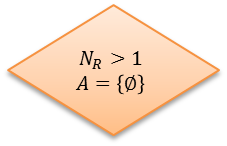 N_R > 1
A = {∅}